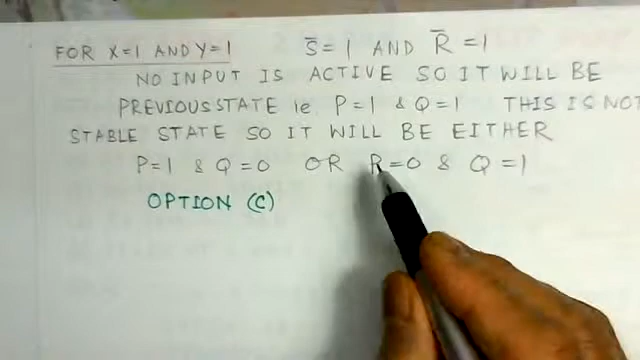 FOR X=1 AND Y=1 S̅ = 1 AND R̅ =1
NO INPUT IS ACTIVE SO IT WILL BE
PREVIOUS STATE ie P=1 & Q=1 THIS IS NOT
STABLE STATE SO IT WILL BE EITHER
P=1 & Q=0 OR P=0 & Q=1
OPTION (C)